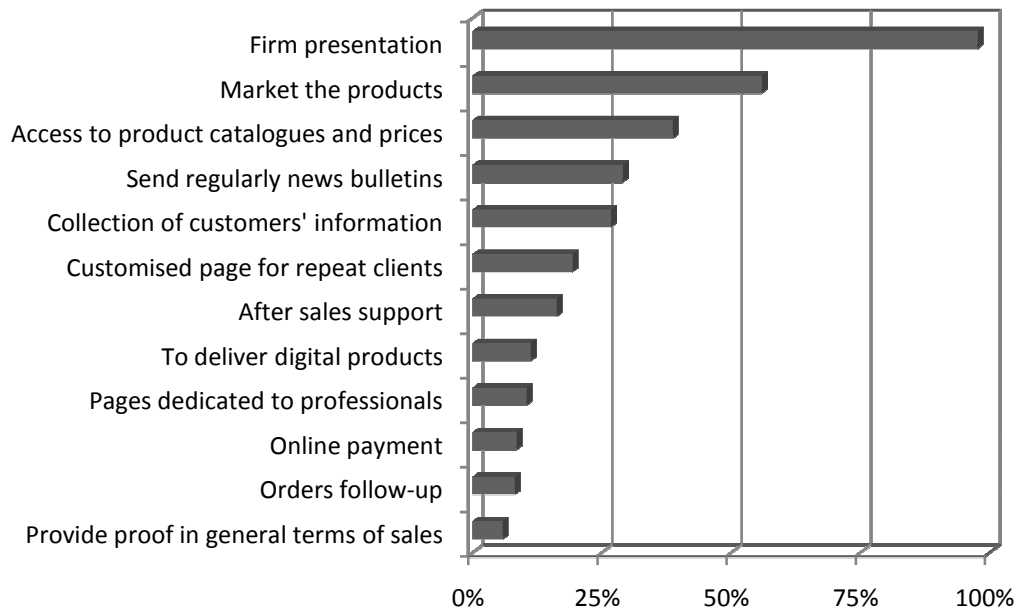 Firm presentation
Market the products
Access to product catalogues and prices
Send regularly news bulletins
Collection of customers' information
Customised page for repeat clients
After sales support
To deliver digital products
Pages dedicated to professionals
Online payment
Orders follow-up
Provide proof in general terms of sales
0% 25% 50% 75% 100%